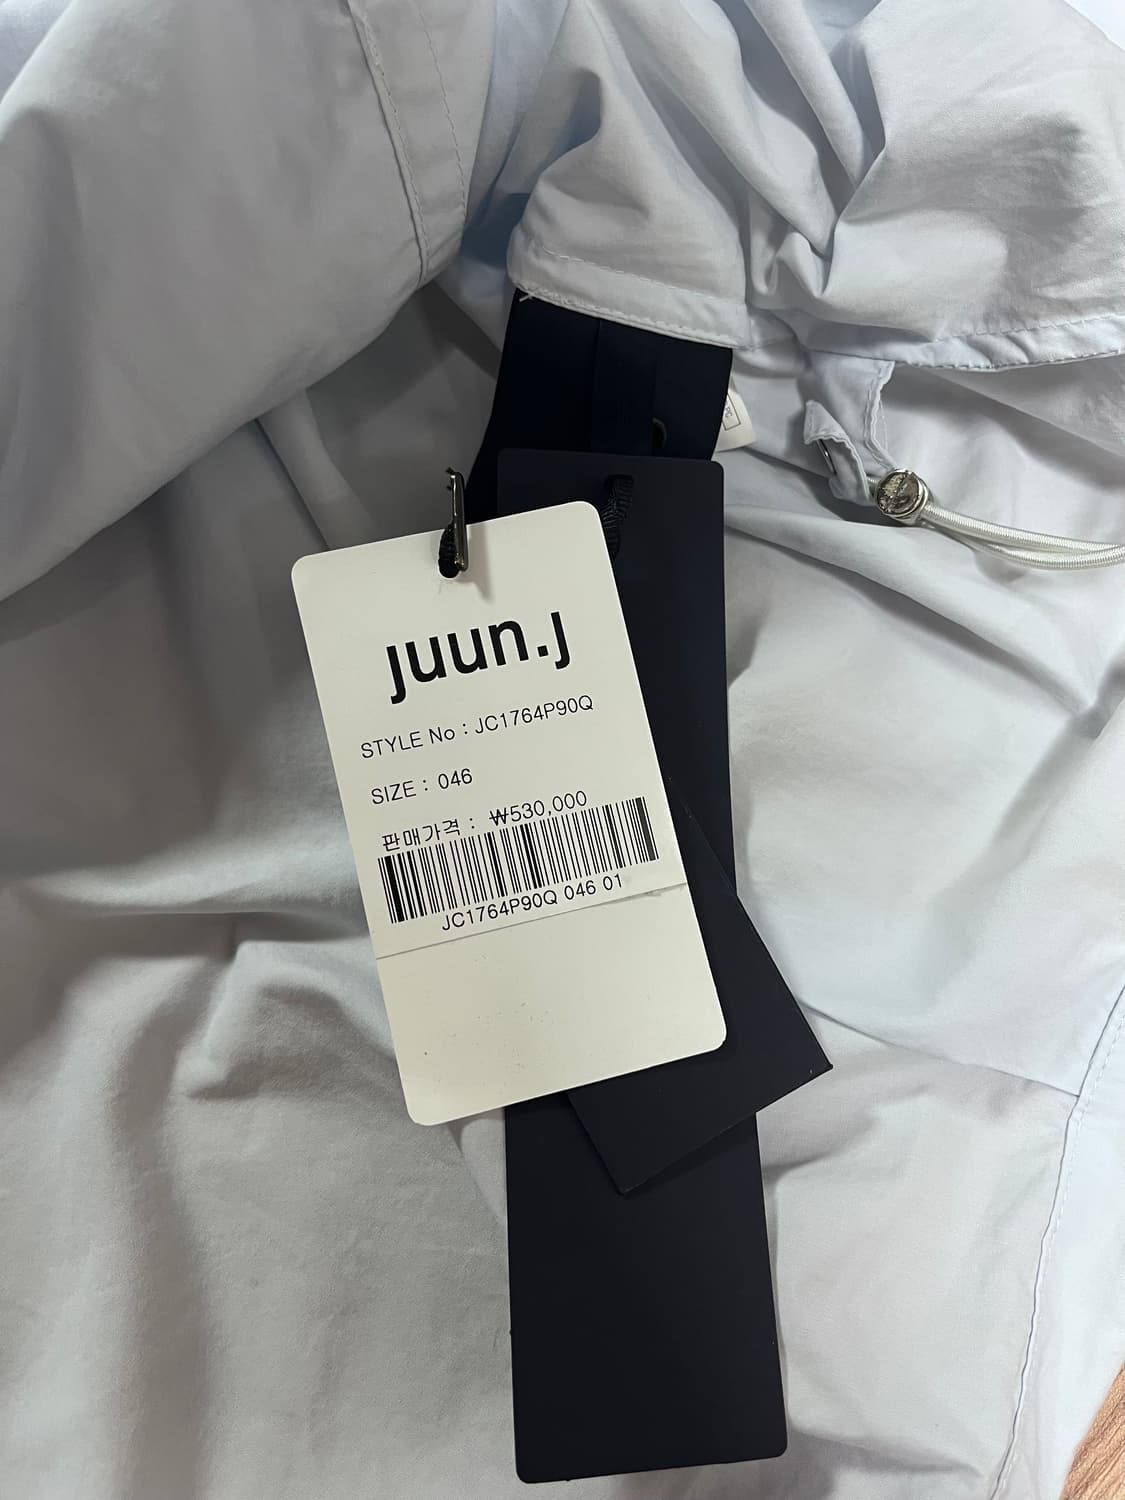 juun.j
STYLE No : JC1764P90Q
SIZE : 046
판매가격 : ₩530,000
JC1764P90Q 046 01